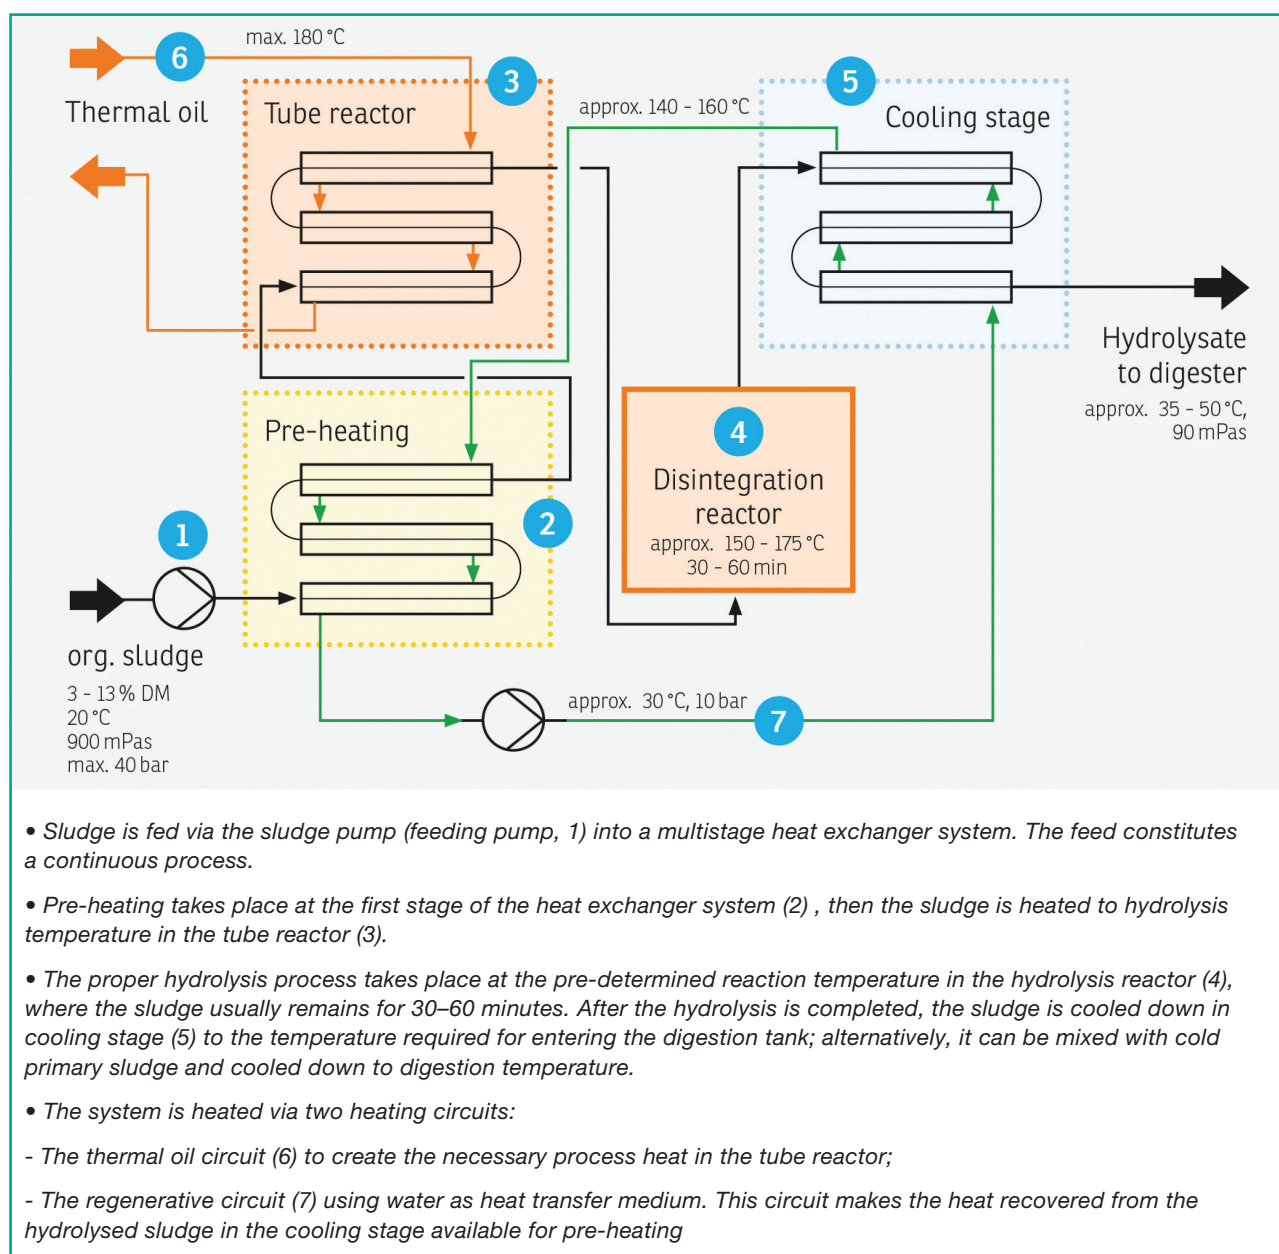 6
max. 180 °C
Thermal oil
3
Tube reactor
approx. 140 - 160 °C
5
Cooling stage
Hydrolysate
to digester
approx. 35 - 50 °C,
90 mPas
Pre-heating
2
4
Disintegration
reactor
approx. 150 - 175 °C
30 - 60 min
1
org. sludge
3 - 13 % DM
20 °C
900 mPas
max. 40 bar
approx. 30 °C, 10 bar
7
• Sludge is fed via the sludge pump (feeding pump, 1) into a multistage heat exchanger system. The feed constitutes
a continuous process.
• Pre-heating takes place at the first stage of the heat exchanger system (2) , then the sludge is heated to hydrolysis
temperature in the tube reactor (3).
• The proper hydrolysis process takes place at the pre-determined reaction temperature in the hydrolysis reactor (4),
where the sludge usually remains for 30–60 minutes. After the hydrolysis is completed, the sludge is cooled down in
cooling stage (5) to the temperature required for entering the digestion tank; alternatively, it can be mixed with cold
primary sludge and cooled down to digestion temperature.
• The system is heated via two heating circuits:
- The thermal oil circuit (6) to create the necessary process heat in the tube reactor;
- The regenerative circuit (7) using water as heat transfer medium. This circuit makes the heat recovered from the
hydrolysed sludge in the cooling stage available for pre-heating